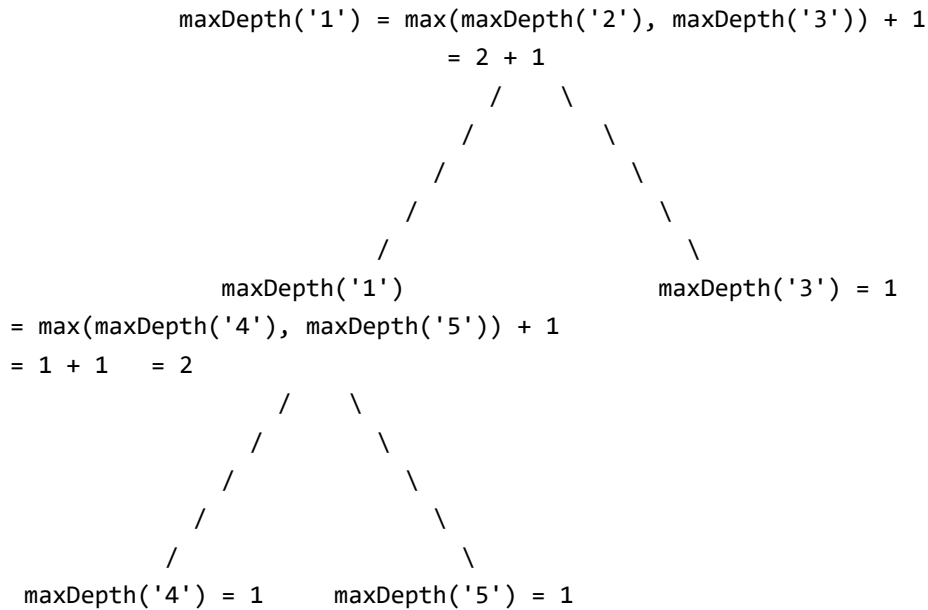 maxDepth('1') = max(maxDepth('2'), maxDepth('3')) + 1
= 2 + 1
/ \
/ \
/ \
/ \
/ \
maxDepth('1') maxDepth('3') = 1
= max(maxDepth('4'), maxDepth('5')) + 1
= 1 + 1 = 2
/ \
/ \
/ \
/ \
/ \
maxDepth('4') = 1 maxDepth('5') = 1